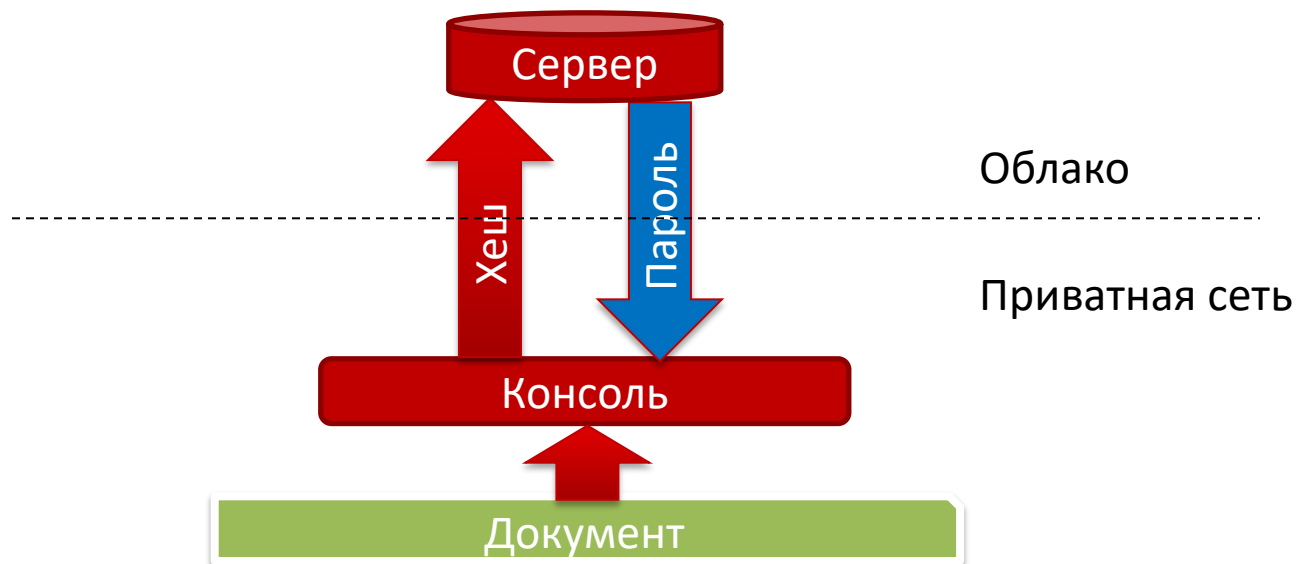 Сервер
Облако
Хеш
Пароль
Приватная сеть
Консоль
Документ